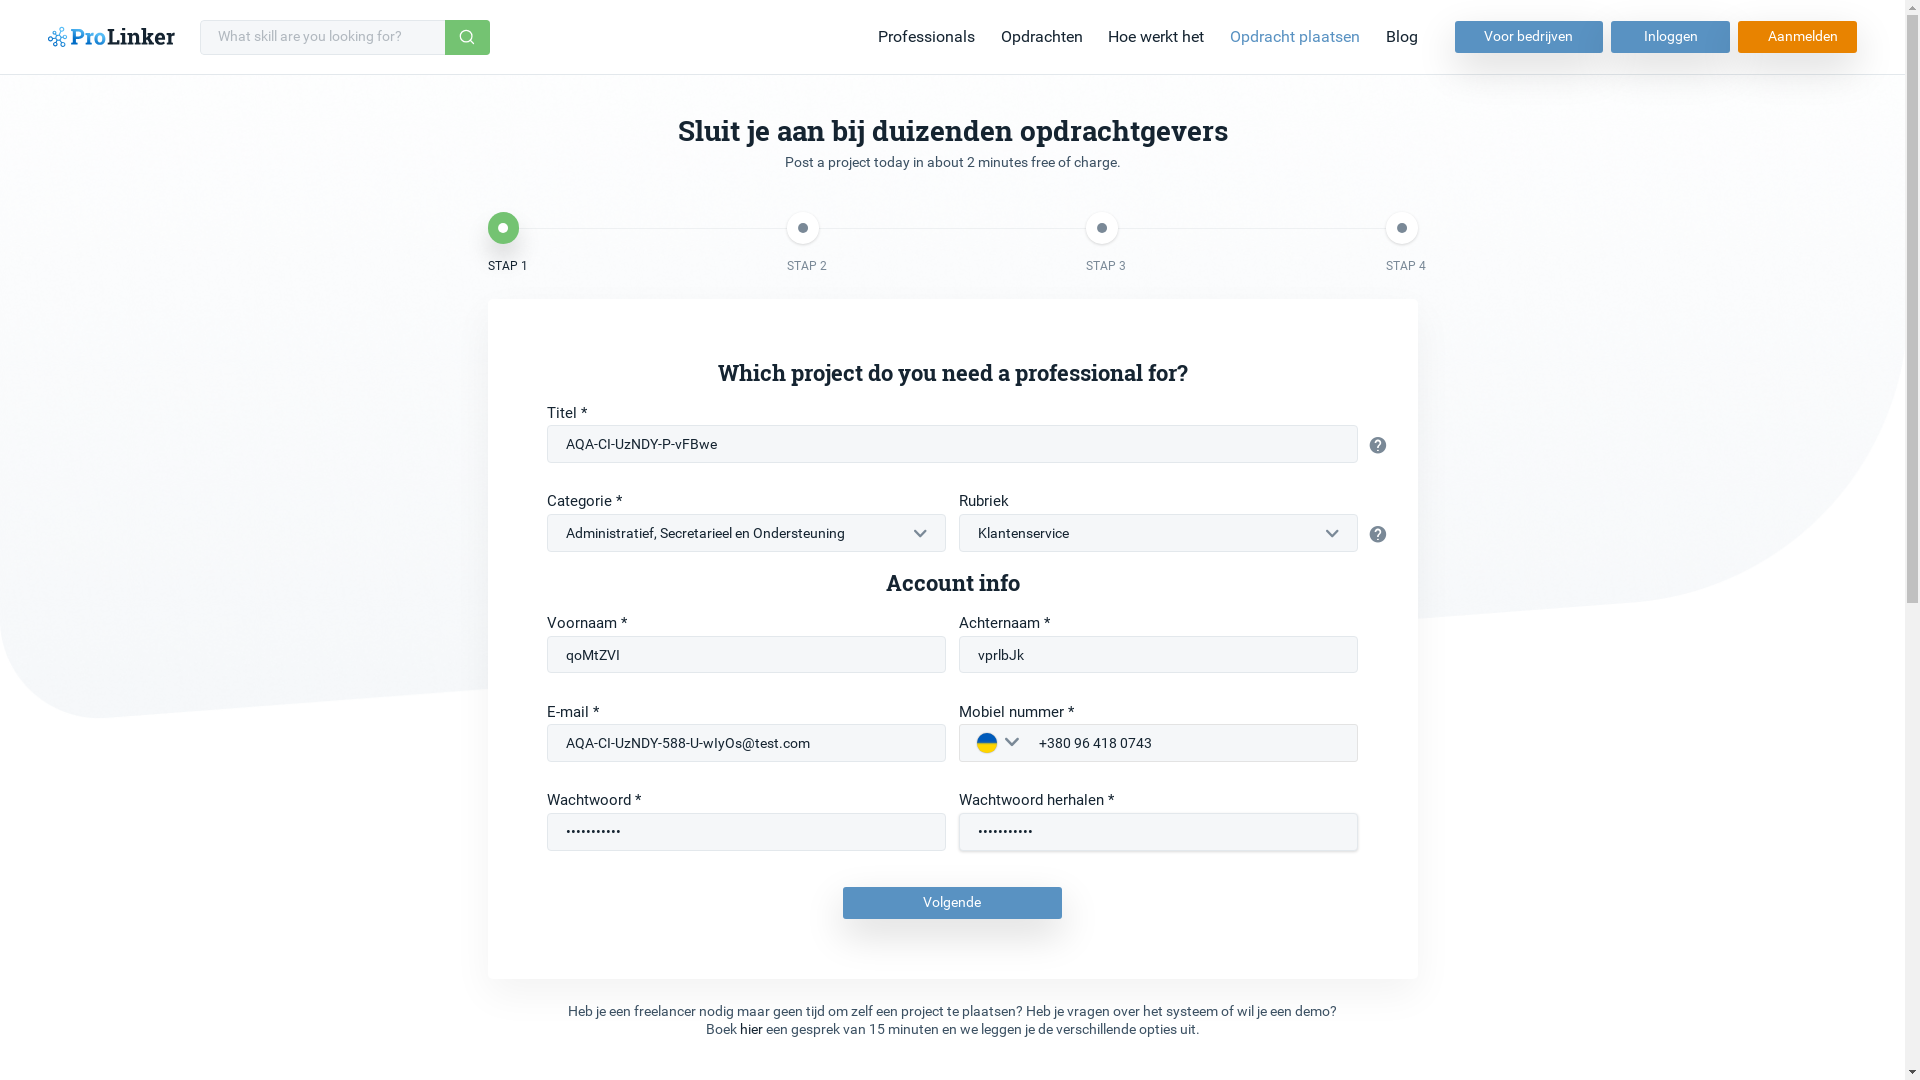 ProLinker
What skill are you looking for?
Professionals
Opdrachten
Hoe werkt het
Opdracht plaatsen
Blog
Voor bedrijven
Inloggen
Aanmelden
Sluit je aan bij duizenden opdrachtgevers
Post a project today in about 2 minutes free of charge.
STAP 1
STAP 2
STAP 3
STAP 4
Which project do you need a professional for?
Titel *
AQA-CI-UzNDY-P-vFBwe
Categorie *
Rubriek
Administratief, Secretarieel en Ondersteuning
Klantenservice
Account info
Voornaam *
Achternaam *
qoMtZVI
vprlbJk
E-mail *
Mobiel nummer *
AQA-CI-UzNDY-588-U-wIyOs@test.com
+380 96 418 0743
Wachtwoord *
Wachtwoord herhalen *
•••••••••••
•••••••••••
Volgende
Heb je een freelancer nodig maar geen tijd om zelf een project te plaatsen? Heb je vragen over het systeem of wil je een demo?
Boek hier een gesprek van 15 minuten en we leggen je de verschillende opties uit.